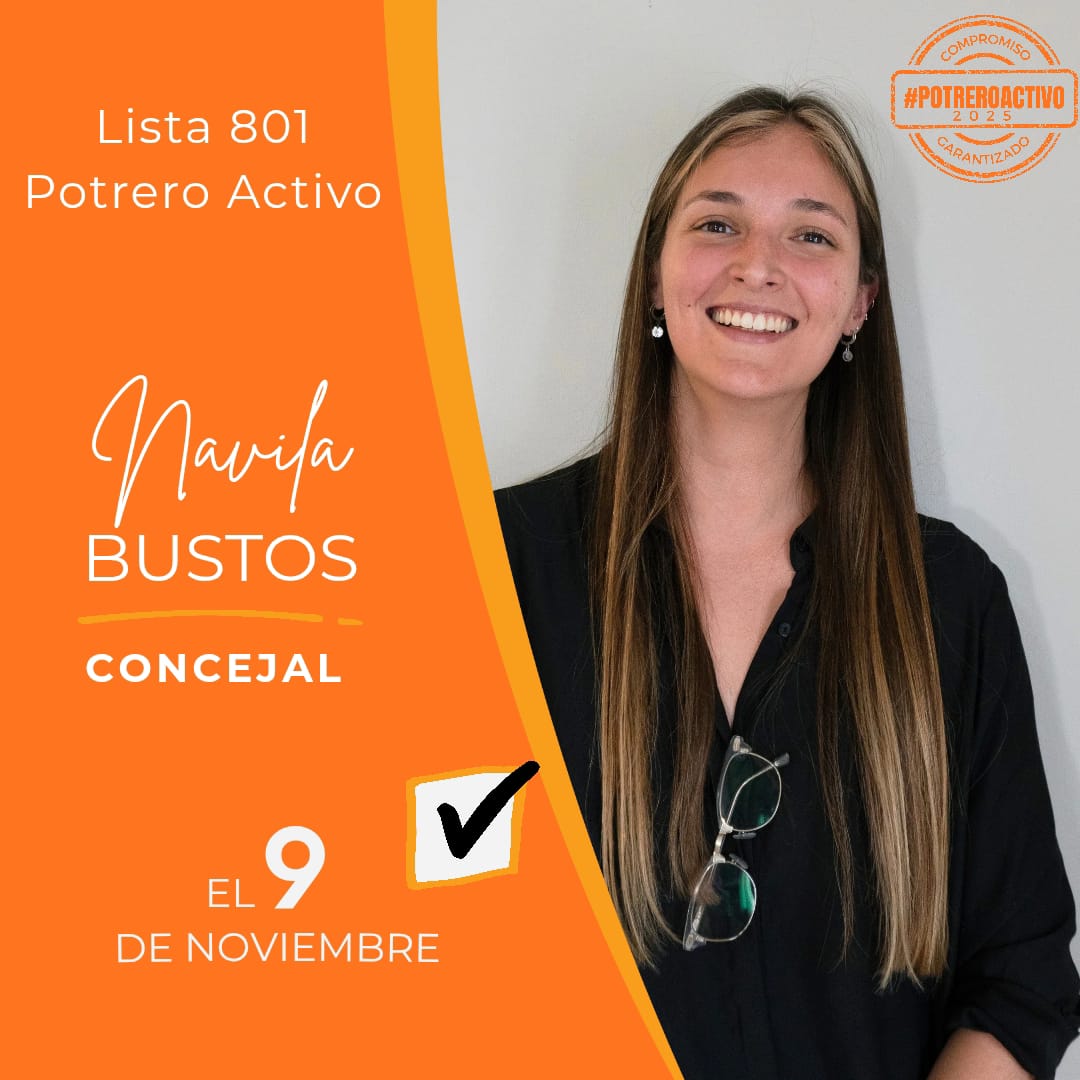 Lista 801
Potrero Activo
Navila
BUSTOS
CONCEJAL
EL 9
DE NOVIEMBRE
COMPROMISO
#POTREROACTIVO
2025
GARANTIZADO